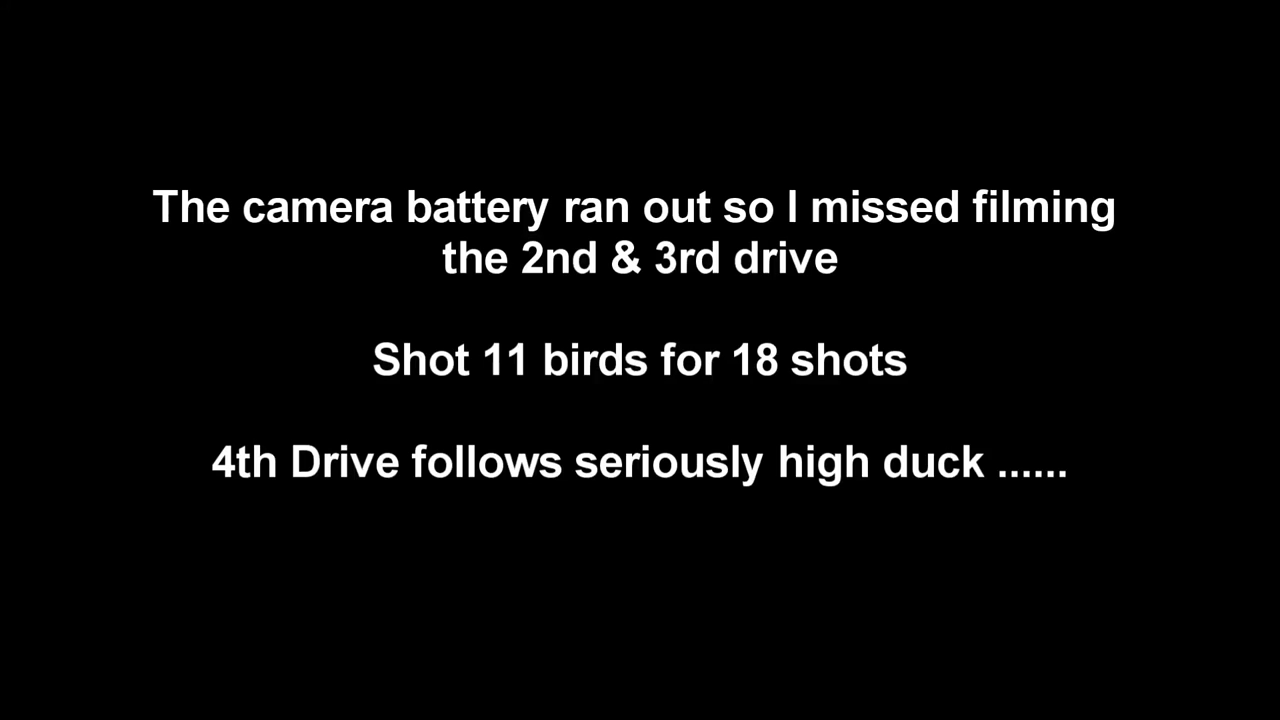 The camera battery ran out so I missed filming
the 2nd & 3rd drive
Shot 11 birds for 18 shots
4th Drive follows seriously high duck ......